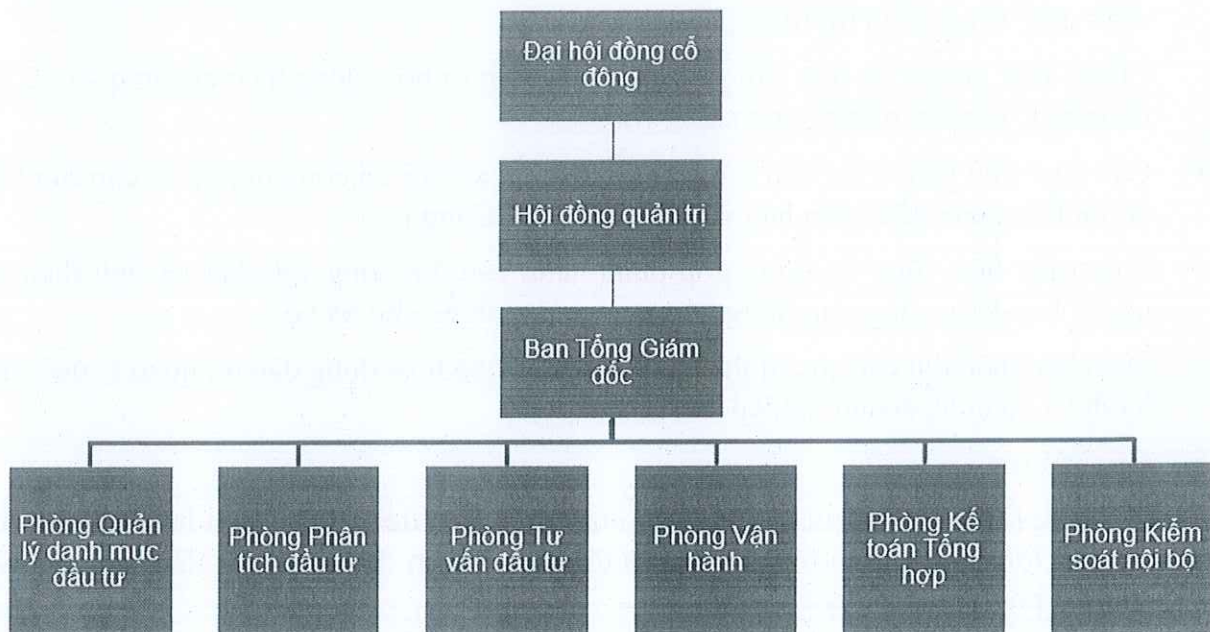 Đại hội đồng cổ
đông
Hội đồng quản trị
Ban Tổng Giám
đốc
Phòng Quản
lý danh mục
đầu tư
Phòng Phân
tích đầu tư
Phòng Tư
vấn đầu tư
Phòng Vận
hành
Phòng Kế
toán Tổng
hợp
Phòng Kiểm
soát nội bộ